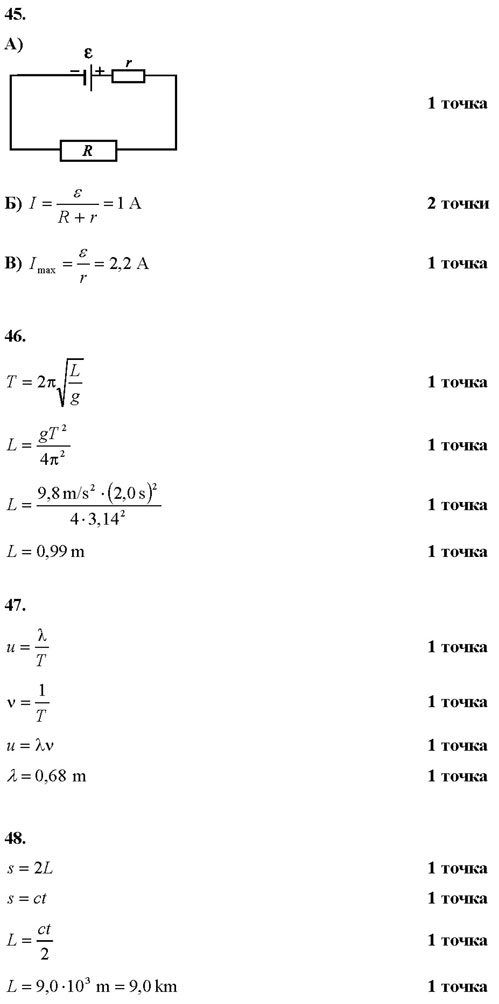 45.
А)
ε
− + r
1 точка
R
Б) I = ε / (R + r) = 1 A 2 точки
В) I_max = ε / r = 2,2 A 1 точка
46.
T = 2π√(L / g) 1 точка
L = gT² / 4π² 1 точка
L = 9,8 m/s² · (2,0 s)² / 4·3,14² 1 точка
L = 0,99 m 1 точка
47.
u = λ / T 1 точка
ν = 1 / T 1 точка
u = λν 1 точка
λ = 0,68 m 1 точка
48.
s = 2L 1 точка
s = ct 1 точка
L = ct / 2 1 точка
L = 9,0·10³ m = 9,0 km 1 точка